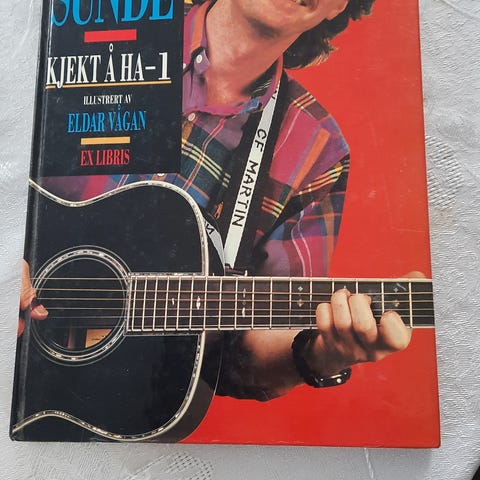 SUNDE
KJEKT Å HA-1
ILLUSTRERT AV
ELDAR VÅGAN
EX LIBRIS
CF MARTIN
N